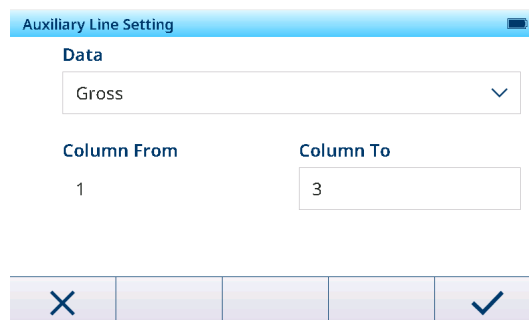 Auxiliary Line Setting
Data
Gross
Column From
Column To
1
3